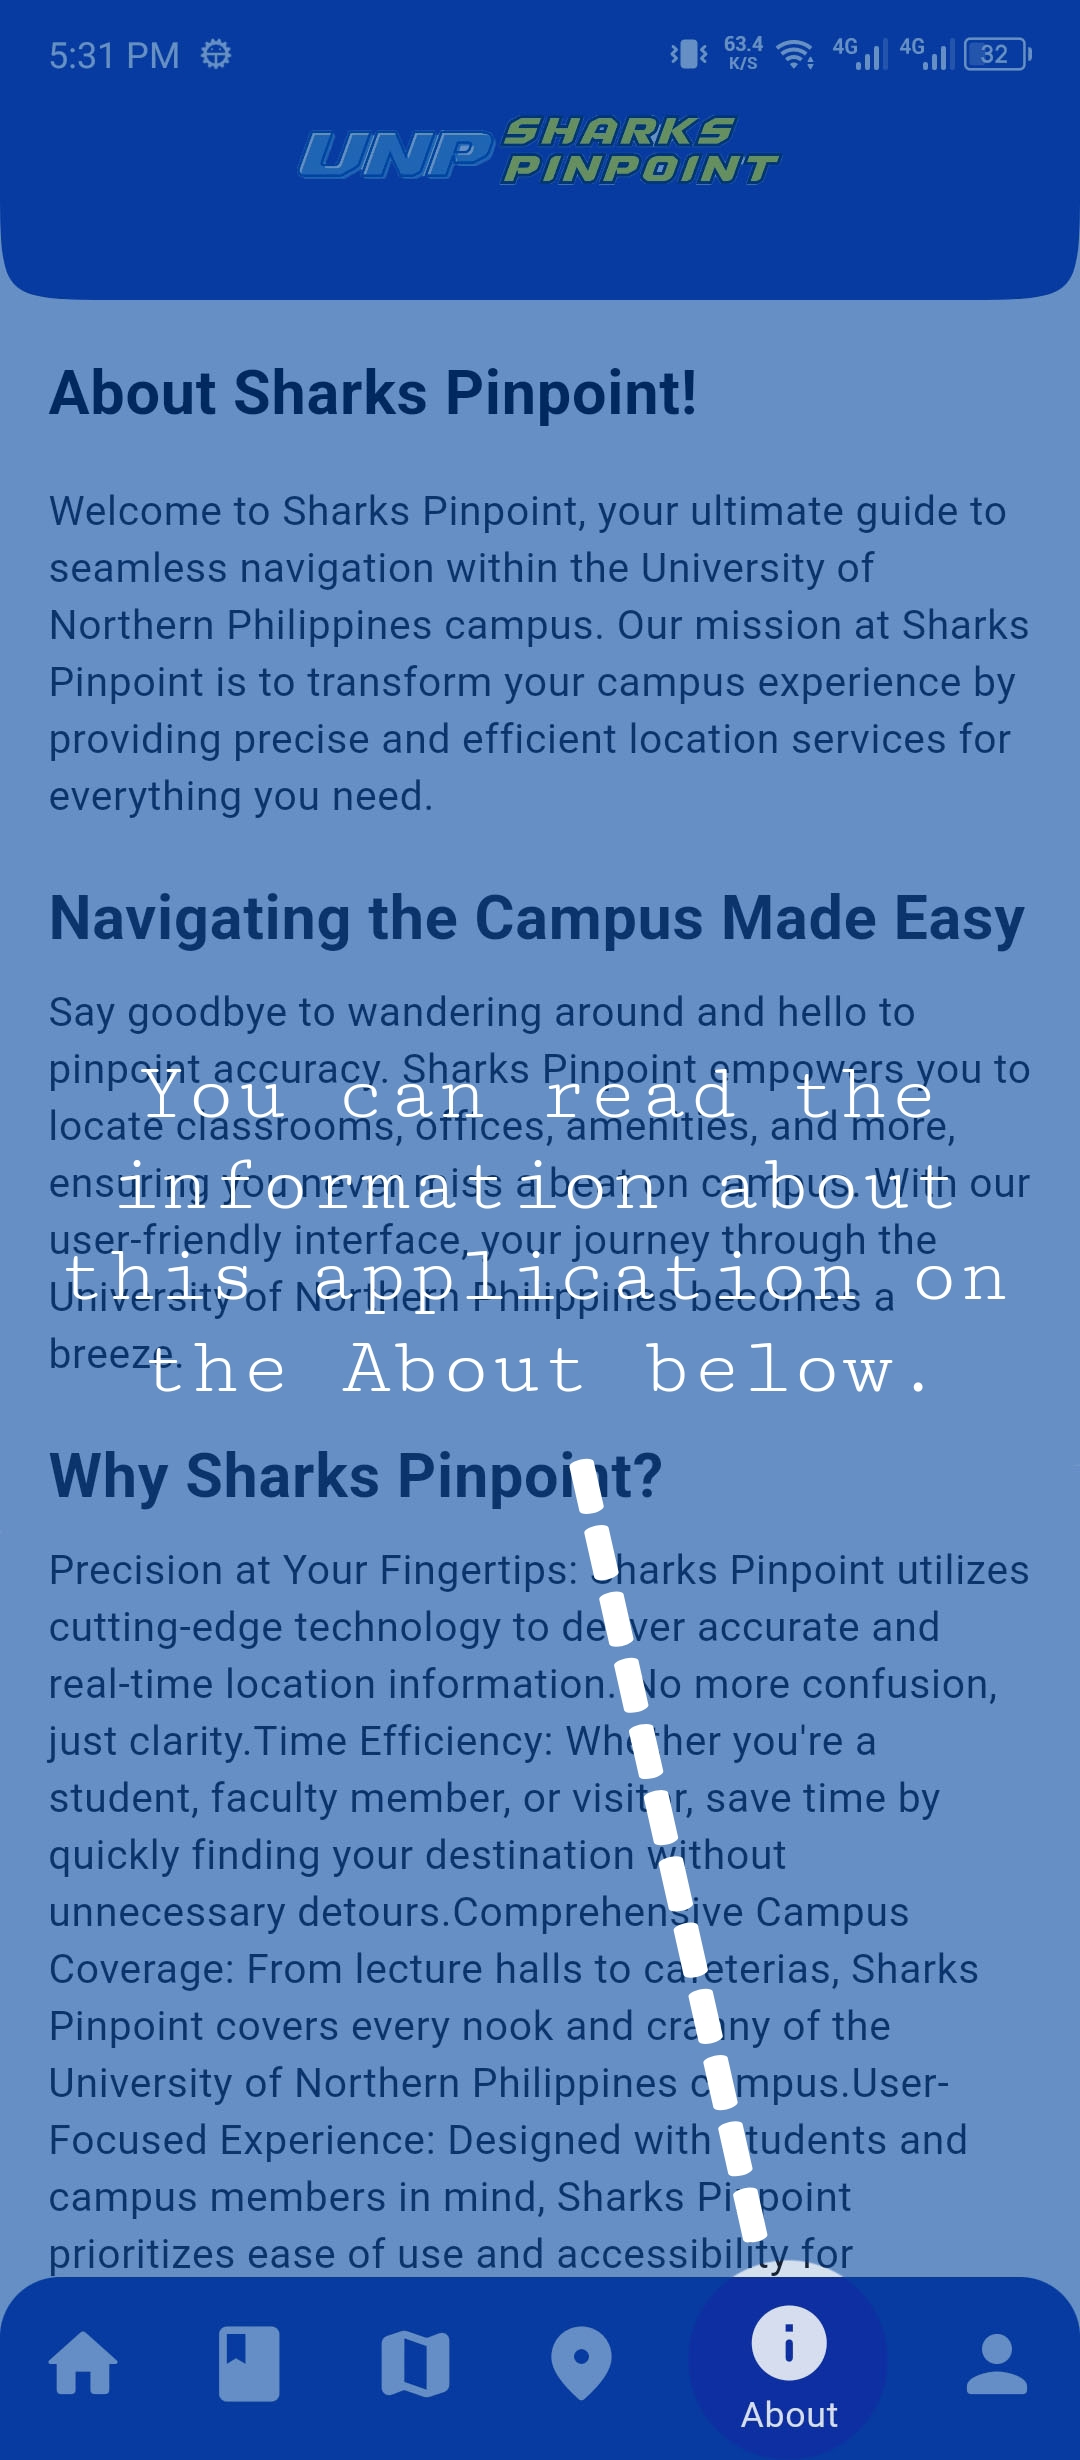 5:31 PM
63.4
K/S
4G
4G
32
UNP SHARKS
PINPOINT
About Sharks Pinpoint!
Welcome to Sharks Pinpoint, your ultimate guide to
seamless navigation within the University of
Northern Philippines campus. Our mission at Sharks
Pinpoint is to transform your campus experience by
providing precise and efficient location services for
everything you need.
Navigating the Campus Made Easy
Say goodbye to wandering around and hello to
pinpoint accuracy. Sharks Pinpoint empowers you to
locate classrooms, offices, amenities, and more,
ensuring you never miss a beat on campus. With our
user-friendly interface, your journey through the
University of Northern Philippines becomes a
breeze.
You can read the
information about
this application on
the About below.
Why Sharks Pinpoint?
Precision at Your Fingertips: Sharks Pinpoint utilizes
cutting-edge technology to deliver accurate and
real-time location information. No more confusion,
just clarity.Time Efficiency: Whether you're a
student, faculty member, or visitor, save time by
quickly finding your destination without
unnecessary detours.Comprehensive Campus
Coverage: From lecture halls to cafeterias, Sharks
Pinpoint covers every nook and cranny of the
University of Northern Philippines campus.User-
Focused Experience: Designed with students and
campus members in mind, Sharks Pinpoint
prioritizes ease of use and accessibility for
About